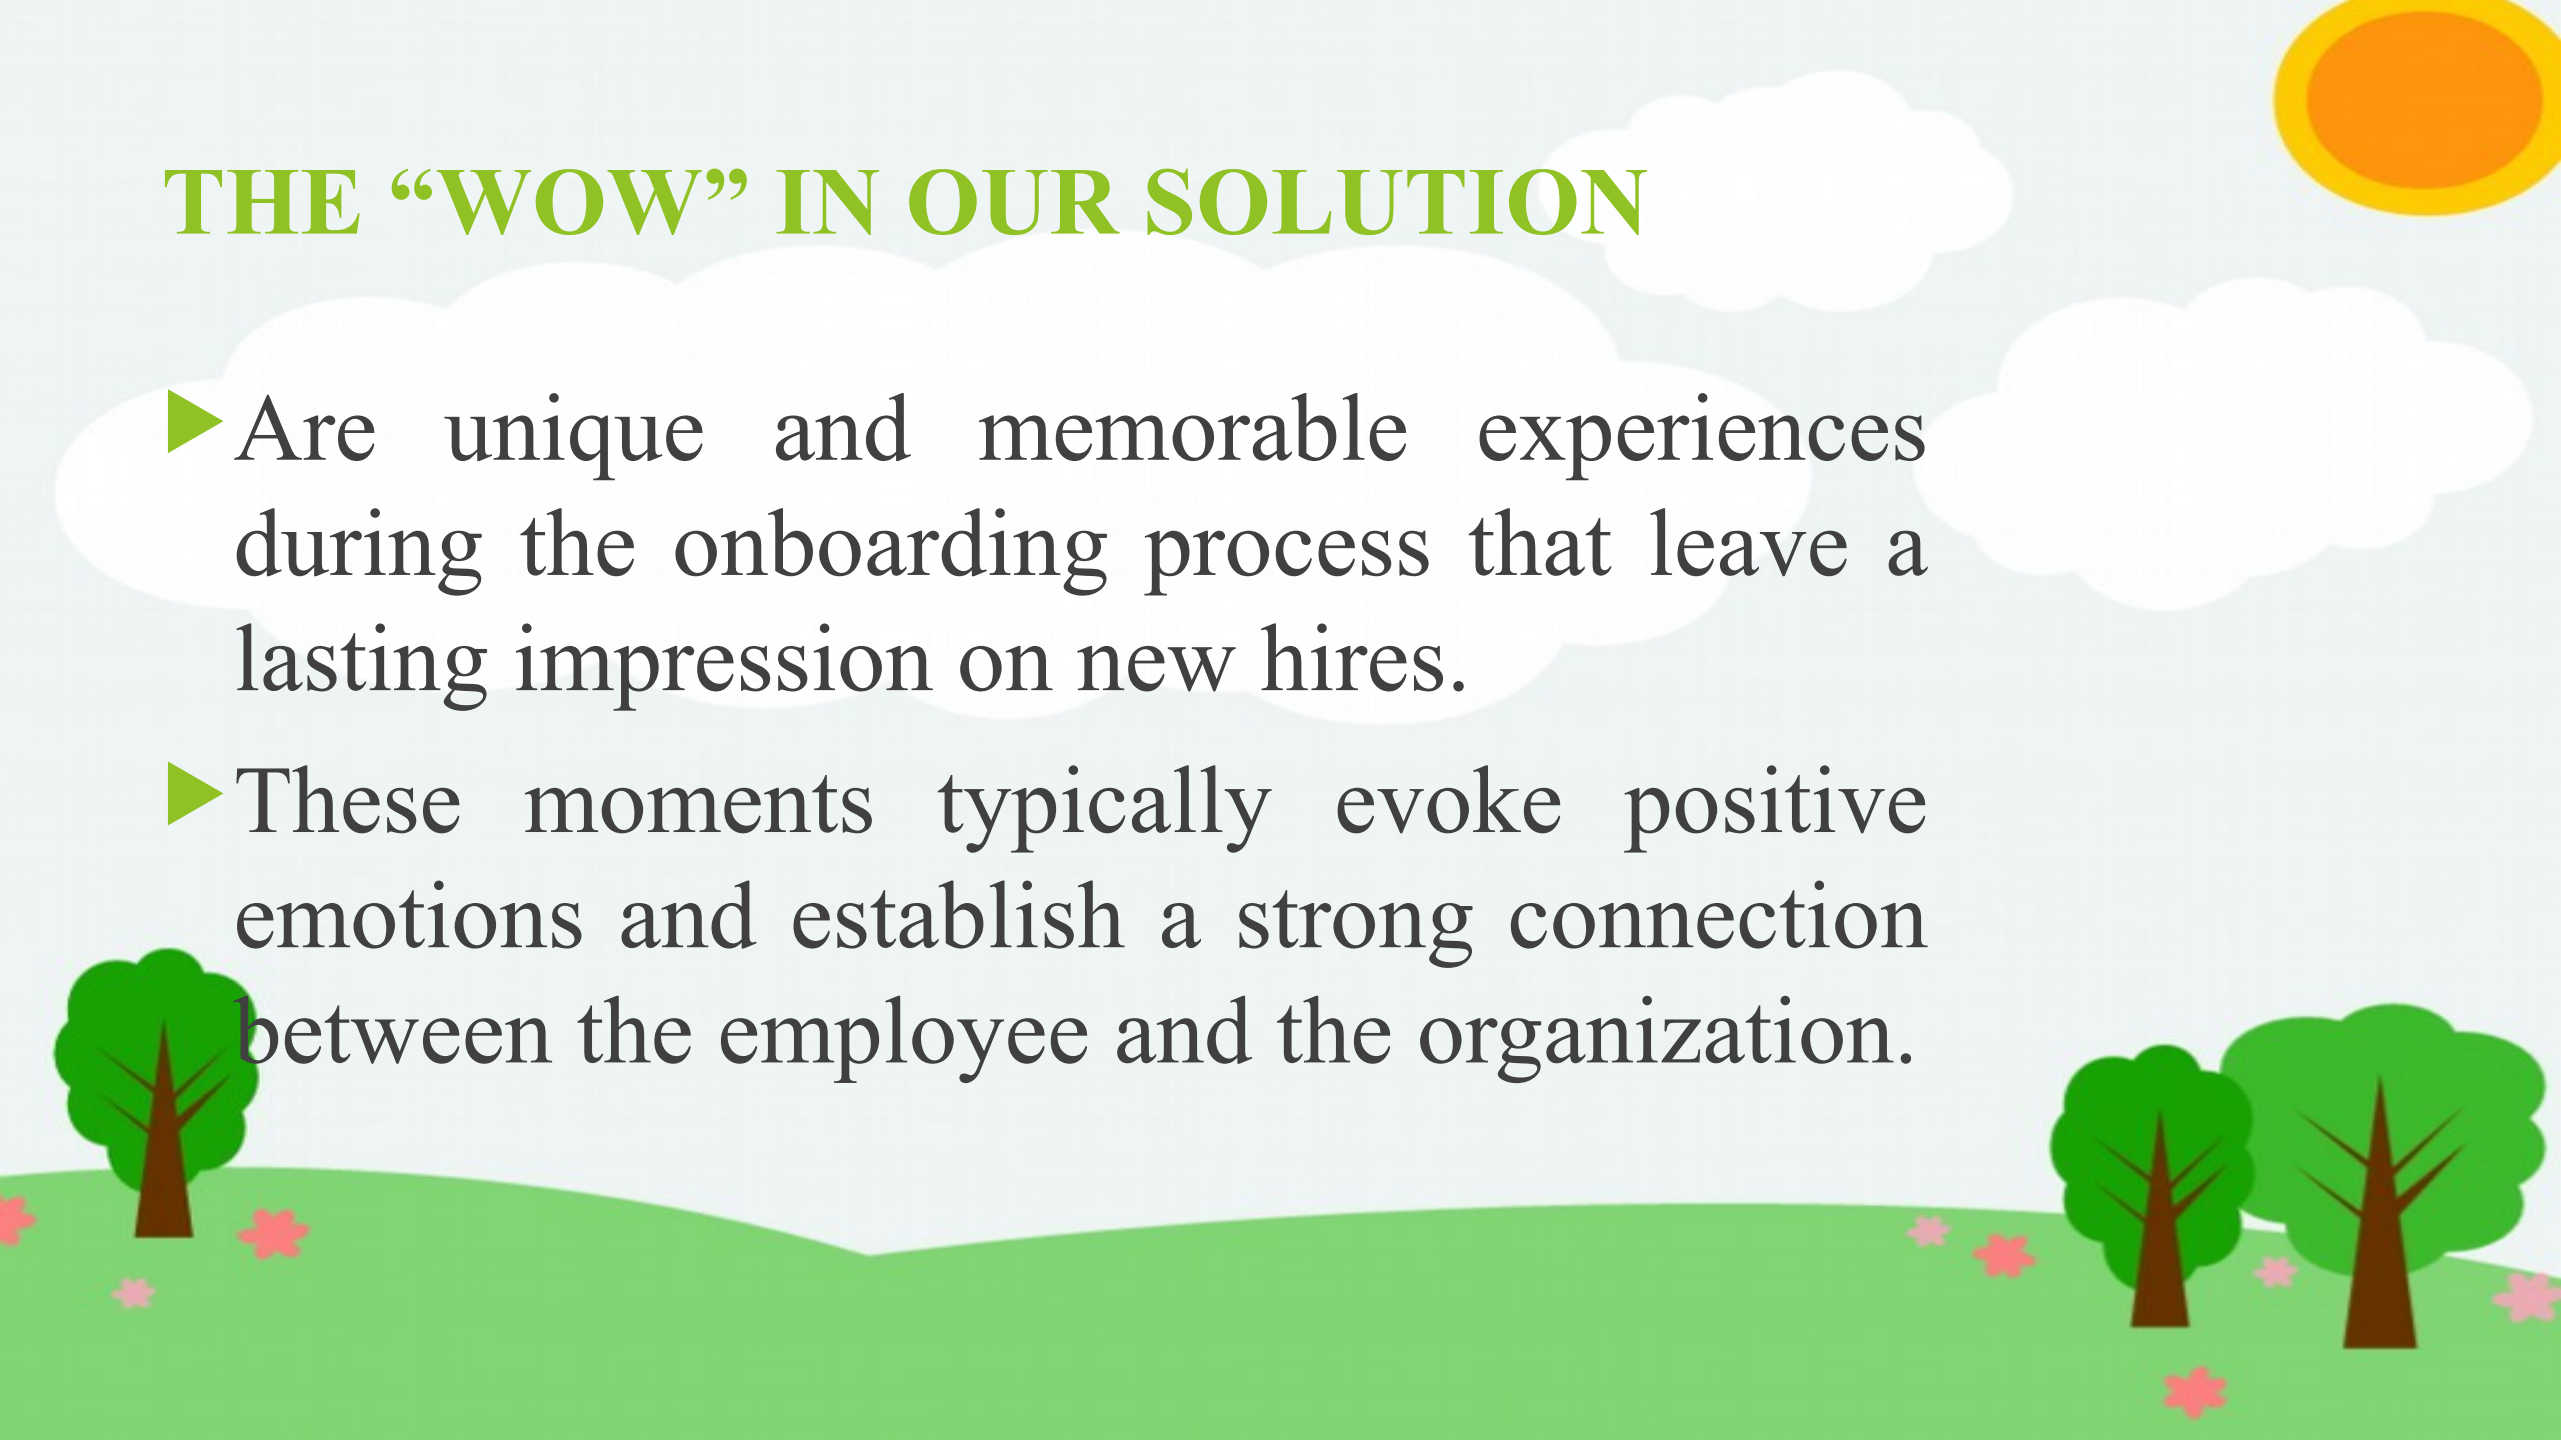 THE “WOW” IN OUR SOLUTION
Are unique and memorable experiences
during the onboarding process that leave a
lasting impression on new hires.
These moments typically evoke positive
emotions and establish a strong connection
between the employee and the organization.